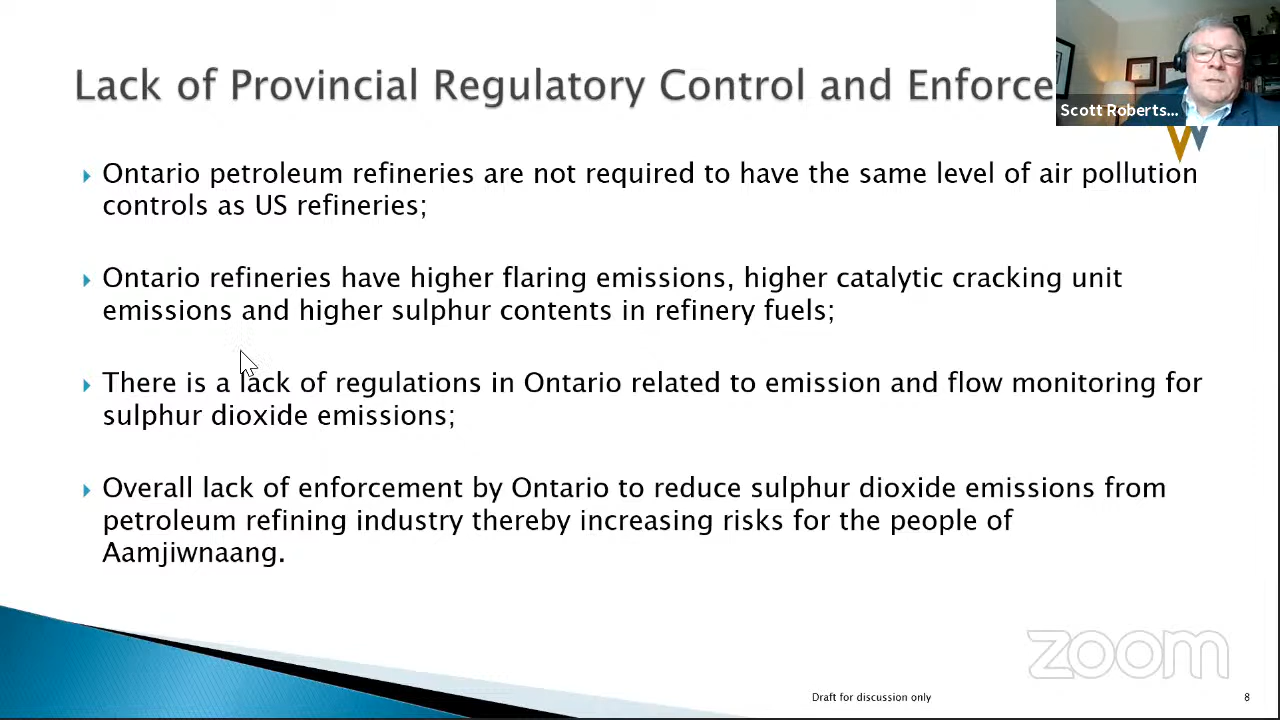 Lack of Provincial Regulatory Control and Enforce
Scott Roberts...
Ontario petroleum refineries are not required to have the same level of air pollution
controls as US refineries;
Ontario refineries have higher flaring emissions, higher catalytic cracking unit
emissions and higher sulphur contents in refinery fuels;
There is a lack of regulations in Ontario related to emission and flow monitoring for
sulphur dioxide emissions;
Overall lack of enforcement by Ontario to reduce sulphur dioxide emissions from
petroleum refining industry thereby increasing risks for the people of
Aamjiwnaang.
zoom
Draft for discussion only
8